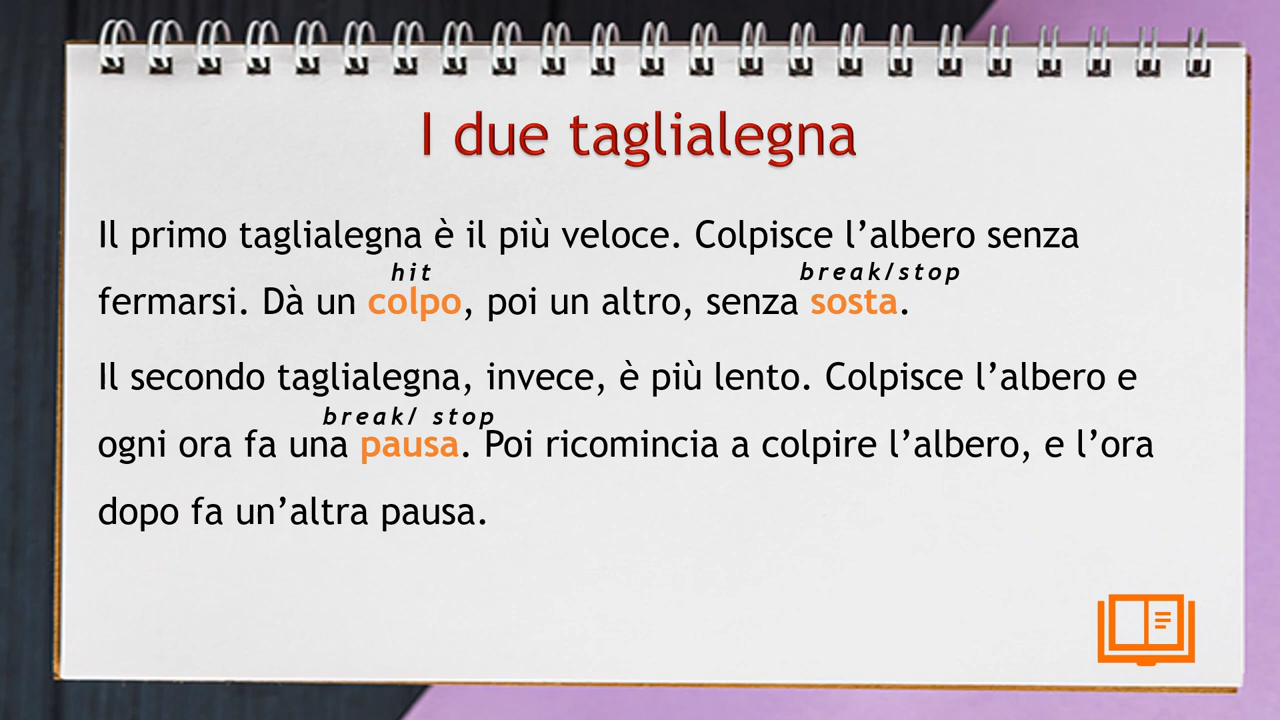 I due taglialegna
Il primo taglialegna è il più veloce. Colpisce l’albero senza
hit break/stop
fermarsi. Dà un colpo, poi un altro, senza sosta.
Il secondo taglialegna, invece, è più lento. Colpisce l’albero e
break/ stop
ogni ora fa una pausa. Poi ricomincia a colpire l’albero, e l’ora
dopo fa un’altra pausa.